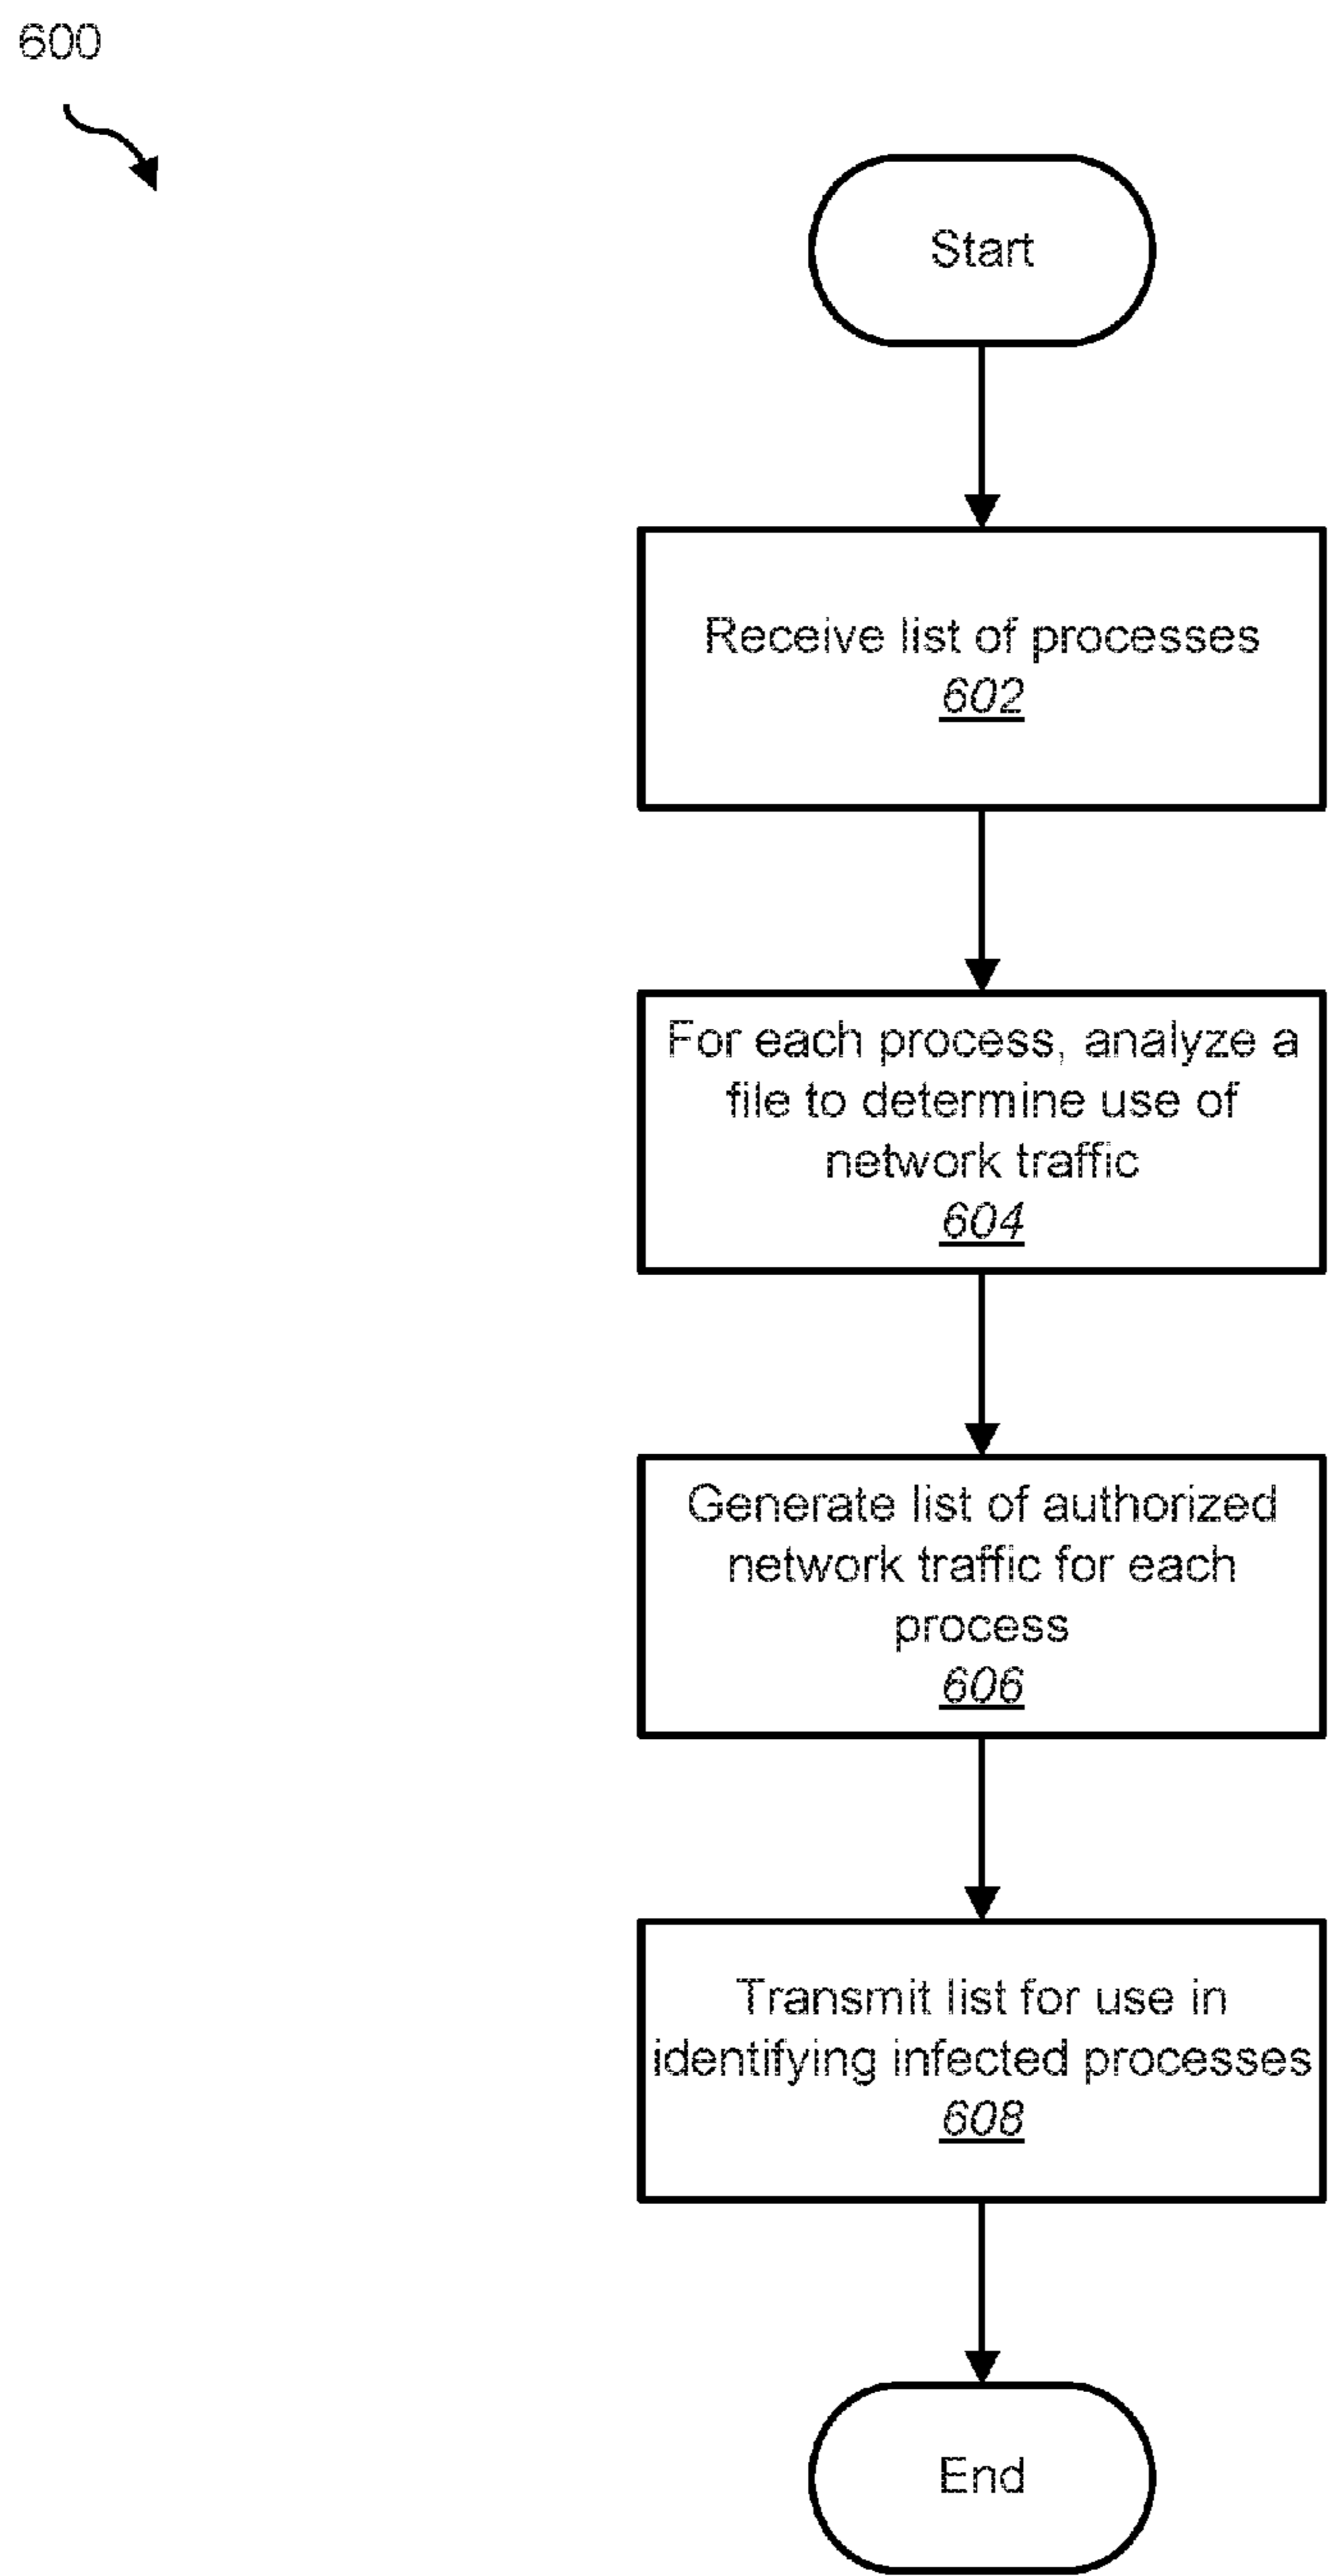 600
Start
Receive list of processes
602
For each process, analyze a
file to determine use of
network traffic
604
Generate list of authorized
network traffic for each
process
606
Transmit list for use in
identifying infected processes
608
End